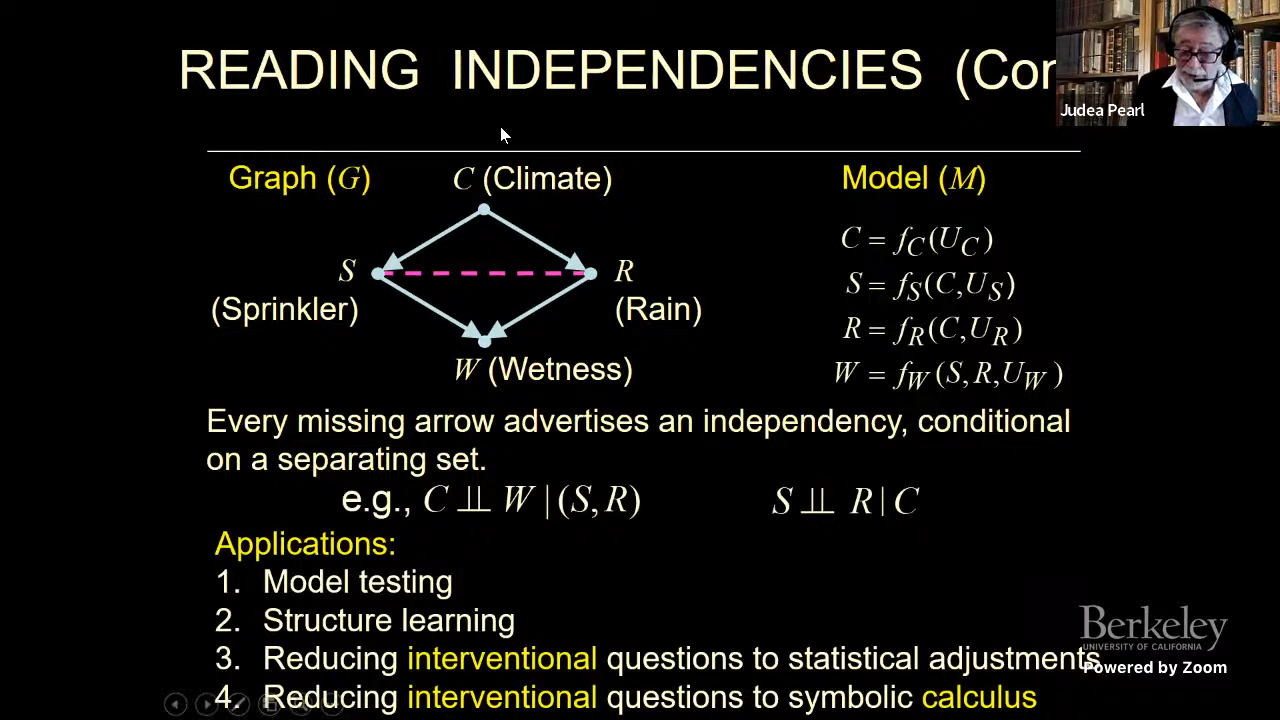 READING INDEPENDENCIES (Con
Judea Pearl
Graph (G)
C (Climate)
Model (M)
C = f_C(U_C)
S
R
S = f_S(C,U_S)
(Sprinkler)
(Rain)
R = f_R(C,U_R)
W (Wetness)
W = f_W(S,R,U_W)
Every missing arrow advertises an independency, conditional
on a separating set.
e.g., C ⫫ W | (S,R)
S ⫫ R | C
Applications:
1. Model testing
2. Structure learning
3. Reducing interventional questions to statistical adjustments
4. Reducing interventional questions to symbolic calculus
Berkeley
UNIVERSITY OF CALIFORNIA
Powered by Zoom